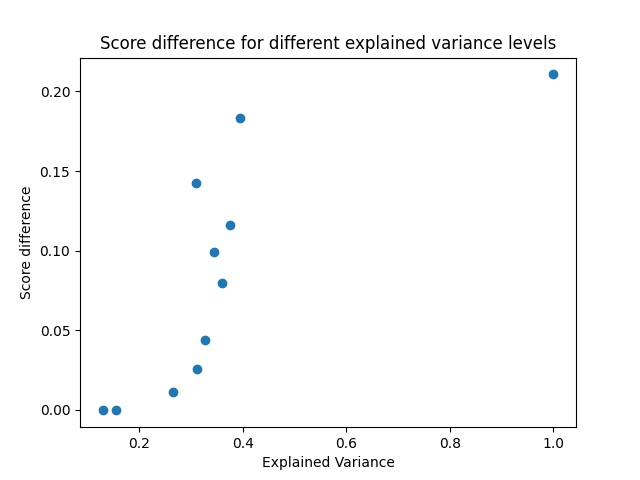 Score difference for different explained variance levels
0.20
0.15
0.10
0.05
0.00
Score difference
0.2 0.4 0.6 0.8 1.0
Explained Variance